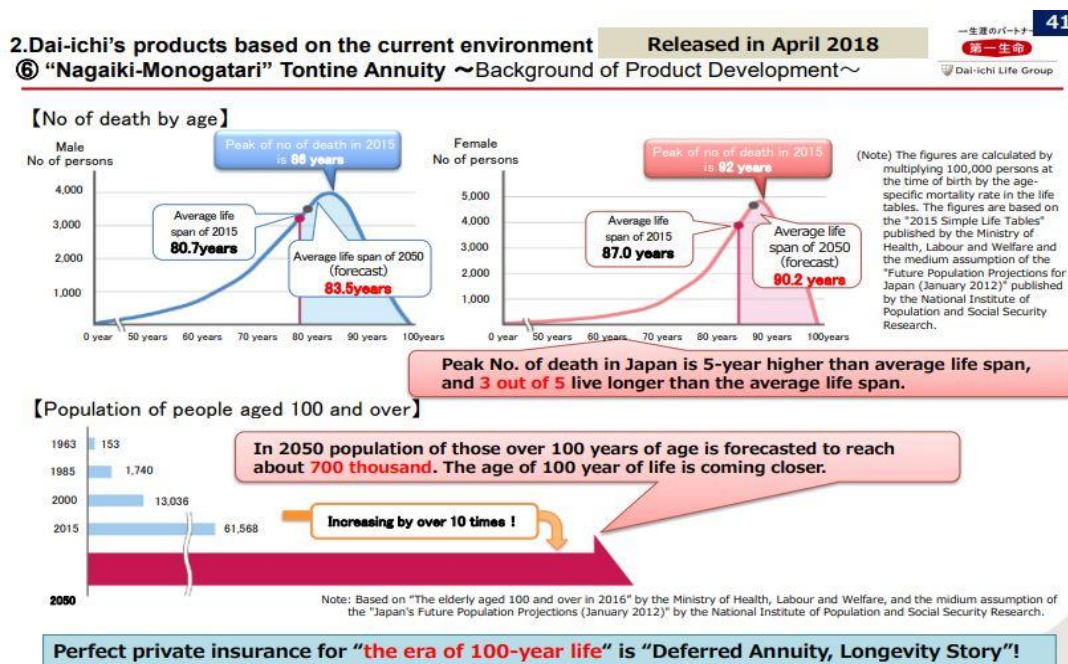 41
2.Dai-ichi’s products based on the current environment
Released in April 2018
一生涯のパートナー
第一生命
Dai-ichi Life Group
⑥ “Nagaiki-Monogatari” Tontine Annuity ～Background of Product Development～
【No of death by age】
Male
No of persons
4,000
3,000
2,000
1,000
Peak of no of death in 2015
is 86 years
Average life
span of 2015
80.7years
Average life span of 2050
(forecast)
83.5years
0 year 50 years 60 years 70 years 80 years 90 years 100years
Female
No of persons
5,000
4,000
3,000
2,000
1,000
Peak of no of death in 2015
is 92 years
Average life
span of 2015
87.0 years
Average life
span of 2050
(forecast)
90.2 years
0 year 50 years 60 years 70 years 80 years 90 years 100years
(Note) The figures are calculated by
multiplying 100,000 persons at
the time of birth by the age-
specific mortality rate in the life
tables. The figures are based on
the "2015 Simple Life Tables"
published by the Ministry of
Health, Labour and Welfare and
the medium assumption of the
"Future Population Projections for
Japan (January 2012)" published
by the National Institute of
Population and Social Security
Research.
Peak No. of death in Japan is 5-year higher than average life span,
and 3 out of 5 live longer than the average life span.
【Population of people aged 100 and over】
1963 153
1985 1,740
2000 13,036
2015 61,568
2050
In 2050 population of those over 100 years of age is forecasted to reach
about 700 thousand. The age of 100 year of life is coming closer.
Increasing by over 10 times !
Note: Based on "The elderly aged 100 and over in 2016" by the Ministry of Health, Labour and Welfare, and the midium assumption of
the "Japan's Future Population Projections (January 2012)" by the National Institute of Population and Social Security Research.
Perfect private insurance for “the era of 100-year life“ is “Deferred Annuity, Longevity Story”!